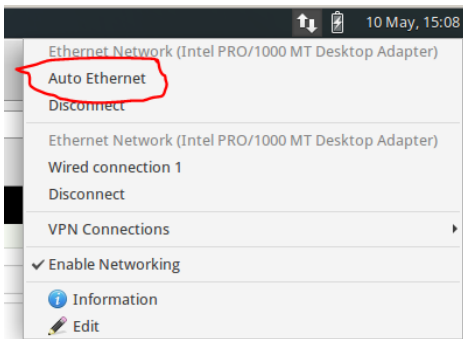 10 May, 15:08
Ethernet Network (Intel PRO/1000 MT Desktop Adapter)
Auto Ethernet
Disconnect
Ethernet Network (Intel PRO/1000 MT Desktop Adapter)
Wired connection 1
Disconnect
VPN Connections
Enable Networking
Information
Edit